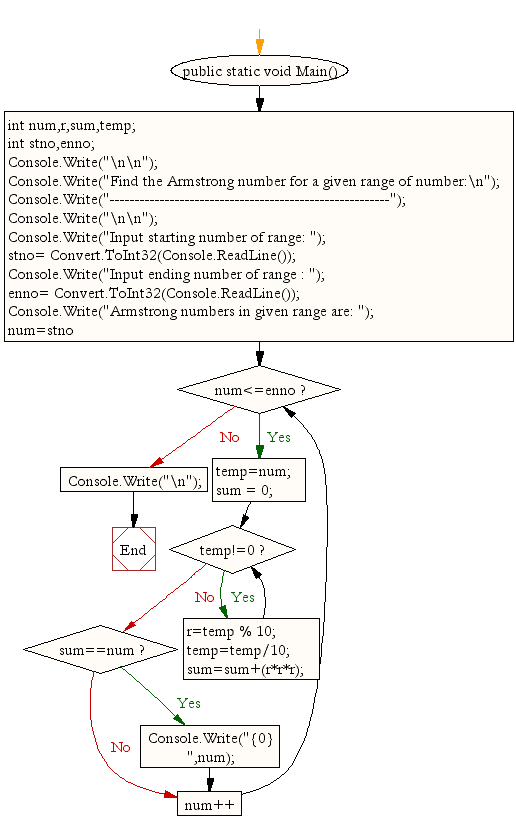 public static void Main()
int num,r,sum,temp;
int stno,enno;
Console.Write("\n\n");
Console.Write("Find the Armstrong number for a given range of number:\n");
Console.Write("--------------------------------------------------------");
Console.Write("\n\n");
Console.Write("Input starting number of range: ");
stno= Convert.ToInt32(Console.ReadLine());
Console.Write("Input ending number of range : ");
enno= Convert.ToInt32(Console.ReadLine());
Console.Write("Armstrong numbers in given range are: ");
num=stno
num<=enno ?
No
Yes
Console.Write("\n");
temp=num;
sum = 0;
End
temp!=0 ?
No
Yes
r=temp % 10;
temp=temp/10;
sum=sum+(r*r*r);
sum==num ?
Yes
No
Console.Write("{0}
",num);
num++